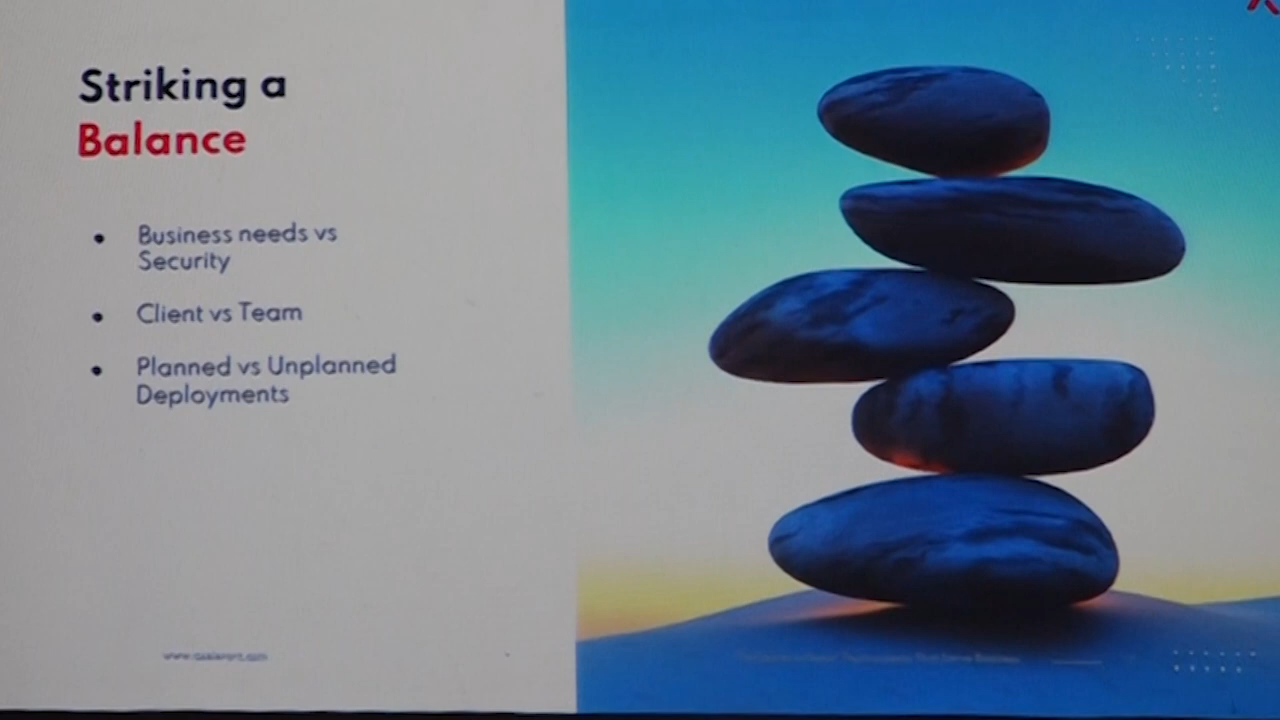 Striking a
Balance
• Business needs vs
Security
• Client vs Team
• Planned vs Unplanned
Deployments